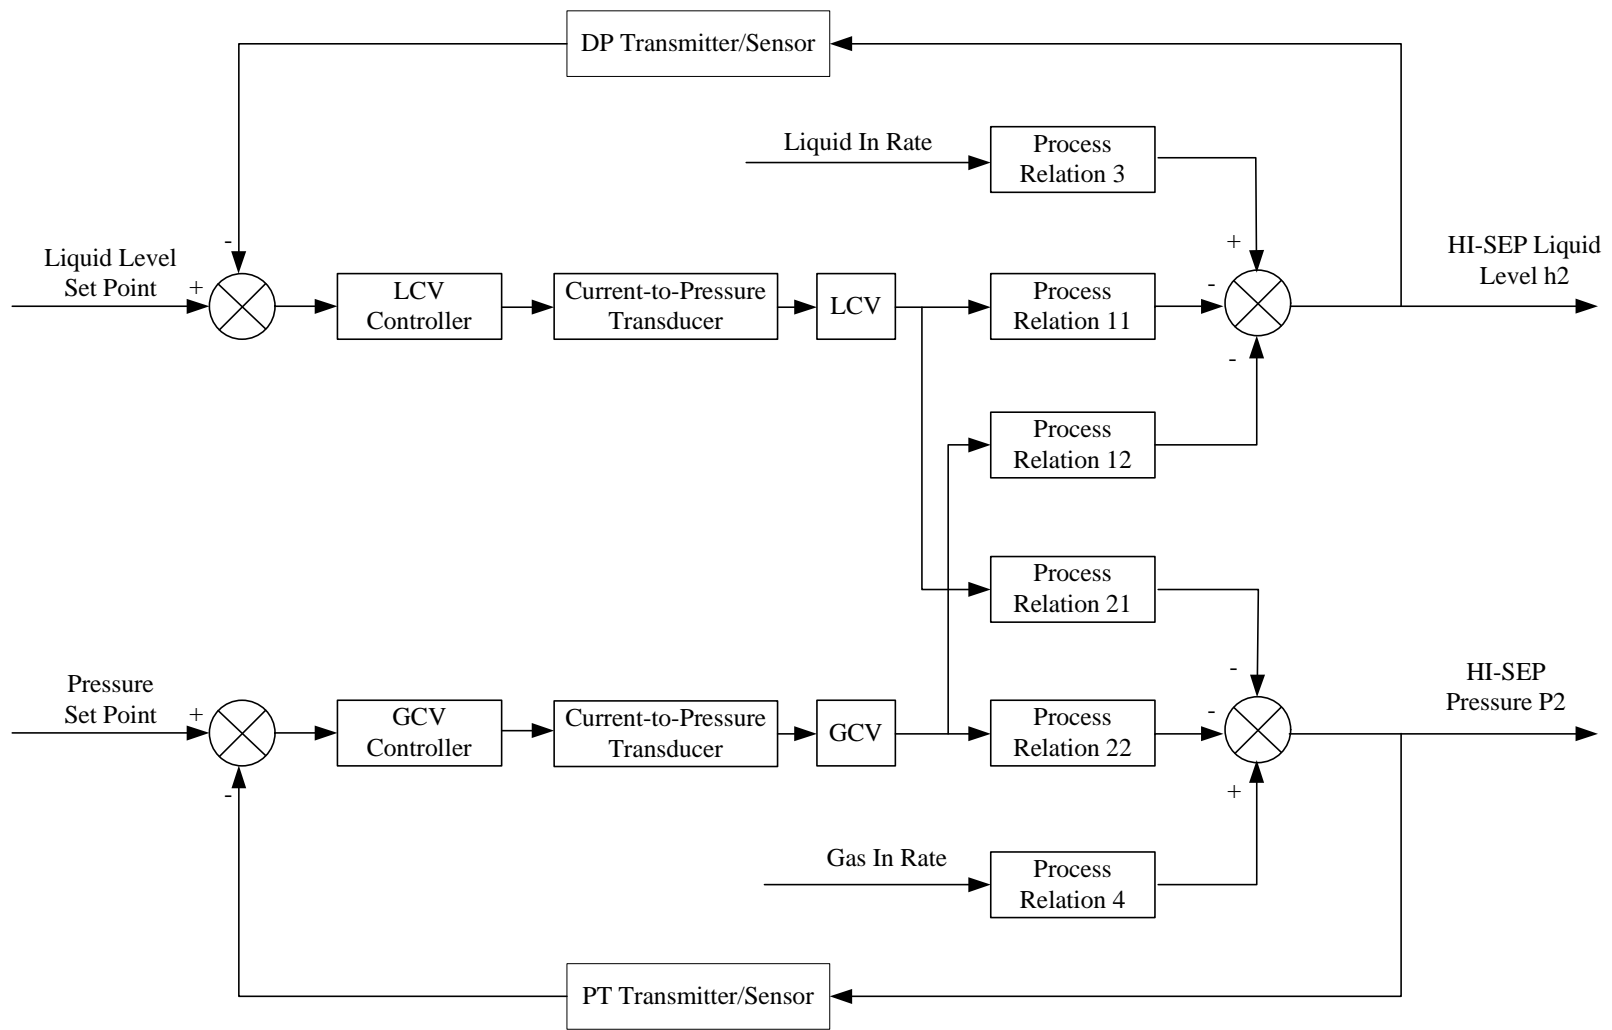 DP Transmitter/Sensor
Liquid In Rate
Process
Relation 3
-
+
Liquid Level
Set Point
+
LCV
Controller
Current-to-Pressure
Transducer
LCV
Process
Relation 11
-
-
HI-SEP Liquid
Level h2
Process
Relation 12
Process
Relation 21
Pressure
Set Point
+
-
GCV
Controller
Current-to-Pressure
Transducer
GCV
Process
Relation 22
-
-
+
HI-SEP
Pressure P2
Gas In Rate
Process
Relation 4
PT Transmitter/Sensor